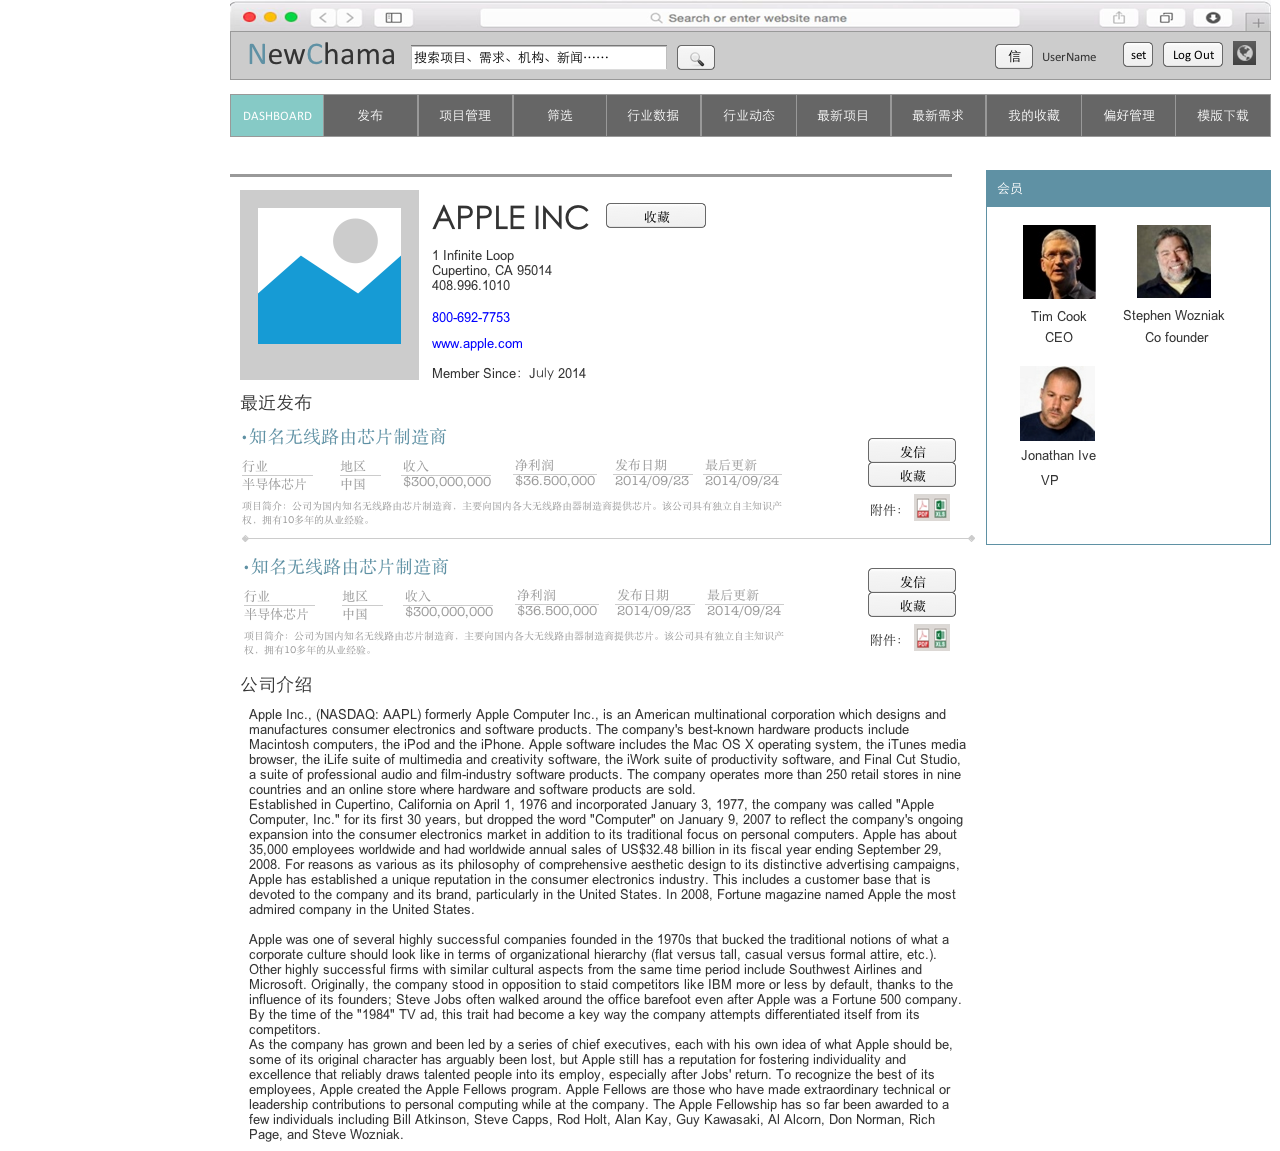 Search or enter website name
NewChama
搜索项目、需求、机构、新闻……
信
UserName
set
Log Out
DASHBOARD
发布
项目管理
筛选
行业数据
行业动态
最新项目
最新需求
我的收藏
偏好管理
模版下载
APPLE INC
收藏
1 Infinite Loop
Cupertino, CA 95014
408.996.1010
800-692-7753
www.apple.com
Member Since：July 2014
会员
Tim Cook
CEO
Stephen Wozniak
Co founder
Jonathan Ive
VP
最近发布
·知名无线路由芯片制造商
行业 地区 收入 净利润 发布日期 最后更新
半导体芯片 中国 $300,000,000 $36.500,000 2014/09/23 2014/09/24
项目简介：公司为国内知名无线路由芯片制造商，主要向国内各大无线路由器制造商提供芯片。该公司具有独立自主知识产
权，拥有10多年的从业经验。
发信
收藏
附件：
PDF
XLS
·知名无线路由芯片制造商
行业 地区 收入 净利润 发布日期 最后更新
半导体芯片 中国 $300,000,000 $36.500,000 2014/09/23 2014/09/24
项目简介：公司为国内知名无线路由芯片制造商，主要向国内各大无线路由器制造商提供芯片。该公司具有独立自主知识产
权，拥有10多年的从业经验。
发信
收藏
附件：
PDF
XLS
公司介绍
Apple Inc., (NASDAQ: AAPL) formerly Apple Computer Inc., is an American multinational corporation which designs and
manufactures consumer electronics and software products. The company's best-known hardware products include
Macintosh computers, the iPod and the iPhone. Apple software includes the Mac OS X operating system, the iTunes media
browser, the iLife suite of multimedia and creativity software, the iWork suite of productivity software, and Final Cut Studio,
a suite of professional audio and film-industry software products. The company operates more than 250 retail stores in nine
countries and an online store where hardware and software products are sold.
Established in Cupertino, California on April 1, 1976 and incorporated January 3, 1977, the company was called "Apple
Computer, Inc." for its first 30 years, but dropped the word "Computer" on January 9, 2007 to reflect the company's ongoing
expansion into the consumer electronics market in addition to its traditional focus on personal computers. Apple has about
35,000 employees worldwide and had worldwide annual sales of US$32.48 billion in its fiscal year ending September 29,
2008. For reasons as various as its philosophy of comprehensive aesthetic design to its distinctive advertising campaigns,
Apple has established a unique reputation in the consumer electronics industry. This includes a customer base that is
devoted to the company and its brand, particularly in the United States. In 2008, Fortune magazine named Apple the most
admired company in the United States.
Apple was one of several highly successful companies founded in the 1970s that bucked the traditional notions of what a
corporate culture should look like in terms of organizational hierarchy (flat versus tall, casual versus formal attire, etc.).
Other highly successful firms with similar cultural aspects from the same time period include Southwest Airlines and
Microsoft. Originally, the company stood in opposition to staid competitors like IBM more or less by default, thanks to the
influence of its founders; Steve Jobs often walked around the office barefoot even after Apple was a Fortune 500 company.
By the time of the "1984" TV ad, this trait had become a key way the company attempts differentiated itself from its
competitors.
As the company has grown and been led by a series of chief executives, each with his own idea of what Apple should be,
some of its original character has arguably been lost, but Apple still has a reputation for fostering individuality and
excellence that reliably draws talented people into its employ, especially after Jobs' return. To recognize the best of its
employees, Apple created the Apple Fellows program. Apple Fellows are those who have made extraordinary technical or
leadership contributions to personal computing while at the company. The Apple Fellowship has so far been awarded to a
few individuals including Bill Atkinson, Steve Capps, Rod Holt, Alan Kay, Guy Kawasaki, Al Alcorn, Don Norman, Rich
Page, and Steve Wozniak.